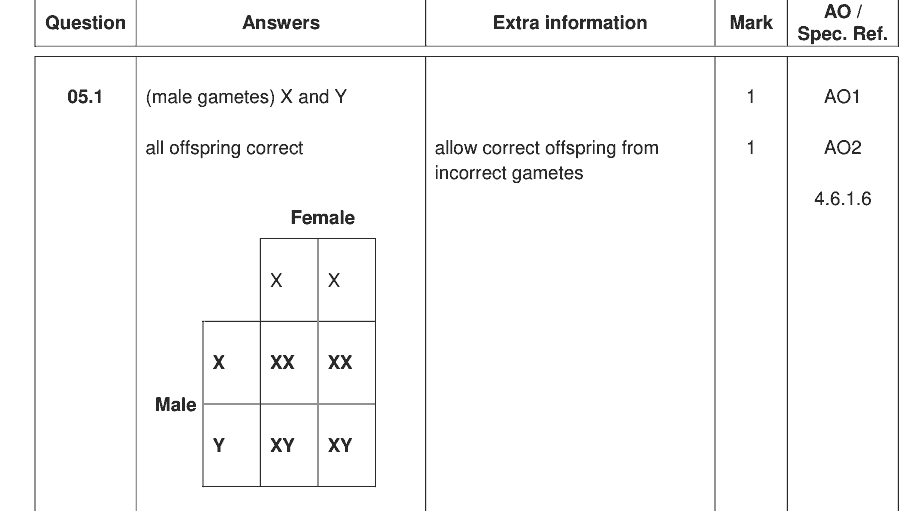 Question Answers Extra information Mark AO /
Spec. Ref.
05.1 (male gametes) X and Y 1 AO1
all offspring correct allow correct offspring from 1 AO2
incorrect gametes
4.6.1.6
Female
X X
X XX XX
Male
Y XY XY